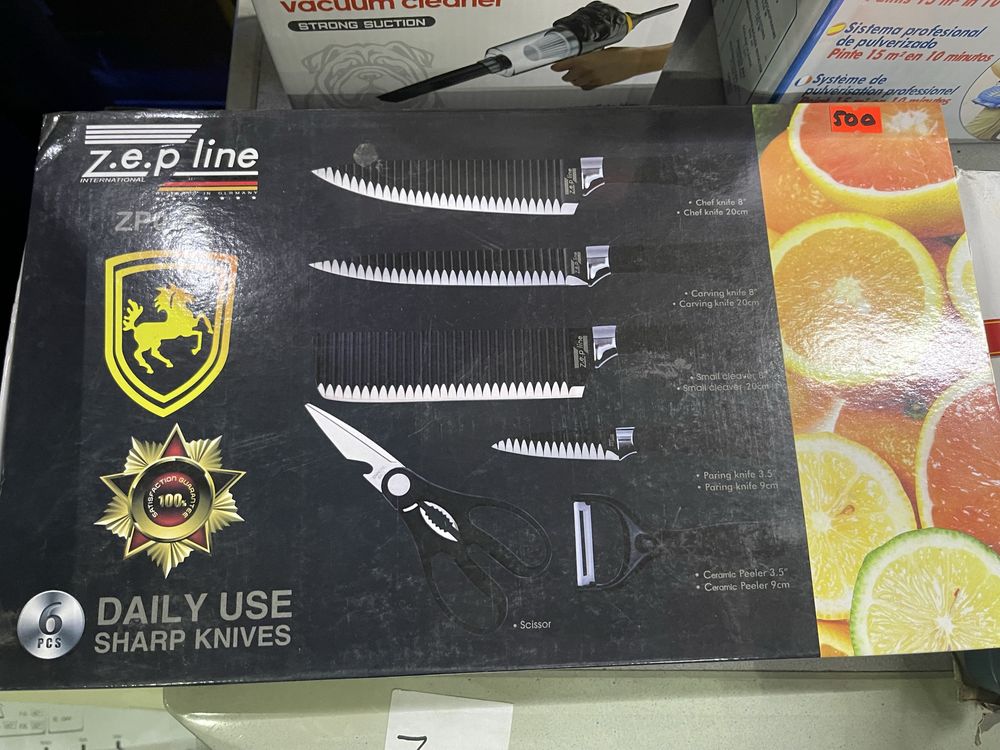 vacuum cleaner
STRONG SUCTION
Sistema profesional
de pulverizado
Pinte 15 m² en 10 minutos
Système de
pulvérisation professionnel
500
z.e.p line
INTERNATIONAL
z.e.p line
z.e.p line
• Chef knife 8"
• Chef knife 20cm
• Carving knife 8"
• Carving knife 20cm
z.e.p line
• Small cleaver 8"
• Small cleaver 20cm
• Paring knife 3.5"
• Paring knife 9cm
• Ceramic Peeler 3.5"
• Ceramic Peeler 9cm
• Scissor
SATISFACTION GUARANTEE
100%
6
PCS
DAILY USE
SHARP KNIVES